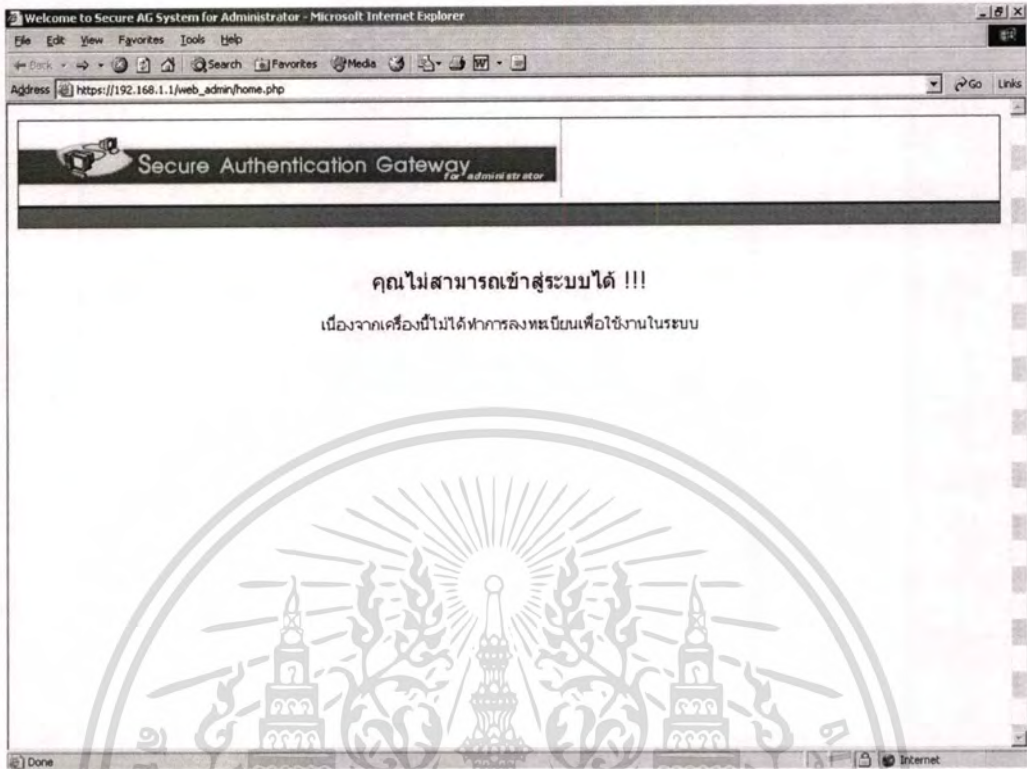 Welcome to Secure AG System for Administrator - Microsoft Internet Explorer
File Edit View Favorites Tools Help
Back Search Favorites Media
Address https://192.168.1.1/web_admin/home.php Go Links
Secure Authentication Gateway
for administrator
คุณไม่สามารถเข้าสู่ระบบได้ !!!
เนื่องจากเครื่องนี้ไม่ได้ทำการลงทะเบียนเพื่อใช้งานในระบบ
Done Internet